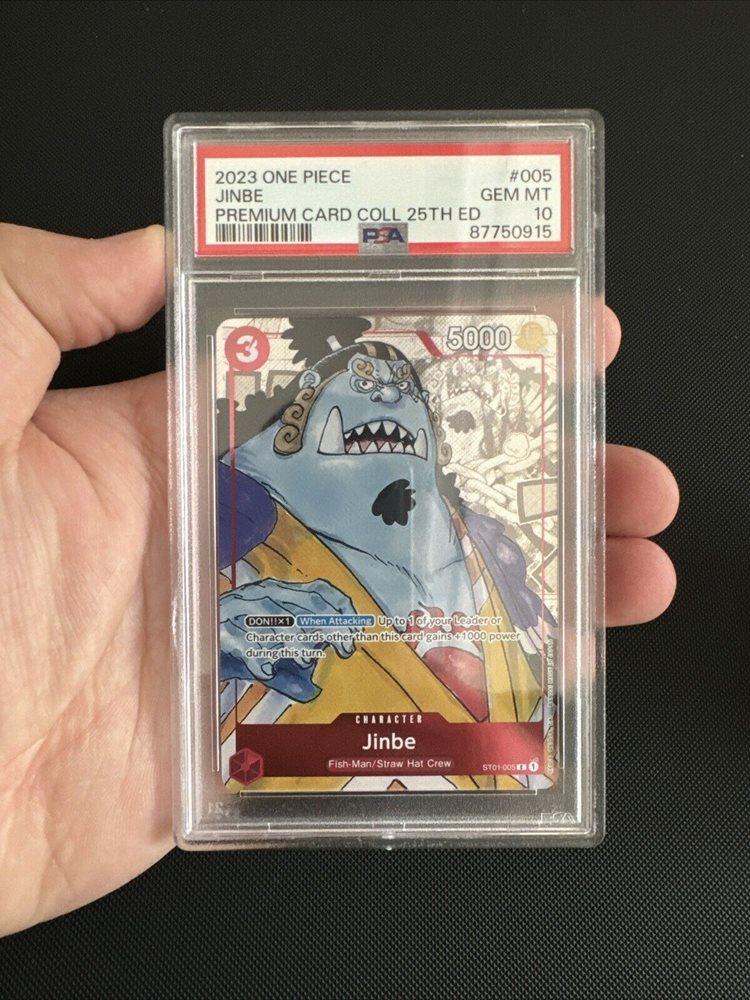 2023 ONE PIECE #005
JINBE GEM MT
PREMIUM CARD COLL 25TH ED 10
PSA 87750915
3 5000
DON!!×1 When Attacking Up to 1 of your Leader or
Character cards other than this card gains +1000 power
during this turn.
CHARACTER
Jinbe
Fish-Man/Straw Hat Crew
ST01-005 1